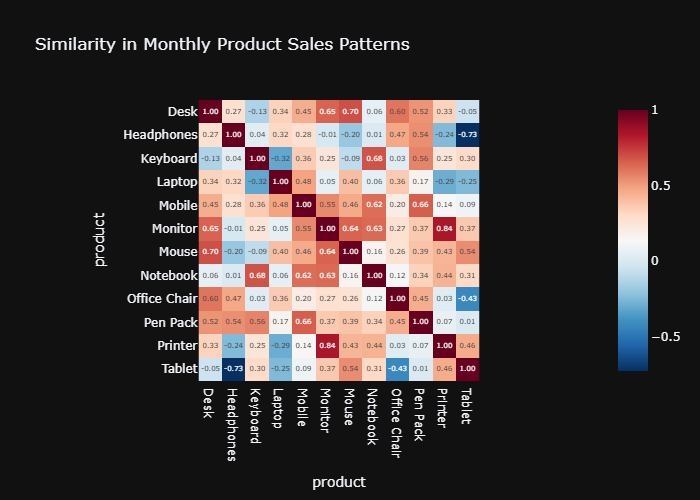 Similarity in Monthly Product Sales Patterns
Desk 1.00 0.27 −0.13 0.34 0.45 0.65 0.70 0.06 0.60 0.52 0.33 −0.05
Headphones 0.27 1.00 0.04 0.32 0.28 −0.01 −0.20 0.01 0.47 0.54 −0.24 −0.73
Keyboard −0.13 0.04 1.00 −0.32 0.36 0.25 −0.09 0.68 0.03 0.56 0.25 0.30
Laptop 0.34 0.32 −0.32 1.00 0.48 0.05 0.40 0.06 0.36 0.17 −0.29 −0.25
Mobile 0.45 0.28 0.36 0.48 1.00 0.55 0.46 0.62 0.20 0.66 0.14 0.09
Monitor 0.65 −0.01 0.25 0.05 0.55 1.00 0.64 0.63 0.27 0.37 0.84 0.37
Mouse 0.70 −0.20 −0.09 0.40 0.46 0.64 1.00 0.16 0.26 0.39 0.43 0.54
Notebook 0.06 0.01 0.68 0.06 0.62 0.63 0.16 1.00 0.12 0.34 0.44 0.31
Office Chair 0.60 0.47 0.03 0.36 0.20 0.27 0.26 0.12 1.00 0.45 0.03 −0.43
Pen Pack 0.52 0.54 0.56 0.17 0.66 0.37 0.39 0.34 0.45 1.00 0.07 0.01
Printer 0.33 −0.24 0.25 −0.29 0.14 0.84 0.43 0.44 0.03 0.07 1.00 0.46
Tablet −0.05 −0.73 0.30 −0.25 0.09 0.37 0.54 0.31 −0.43 0.01 0.46 1.00
product
Desk
Headphones
Keyboard
Laptop
Mobile
Monitor
Mouse
Notebook
Office Chair
Pen Pack
Printer
Tablet
product
1
0.5
0
−0.5